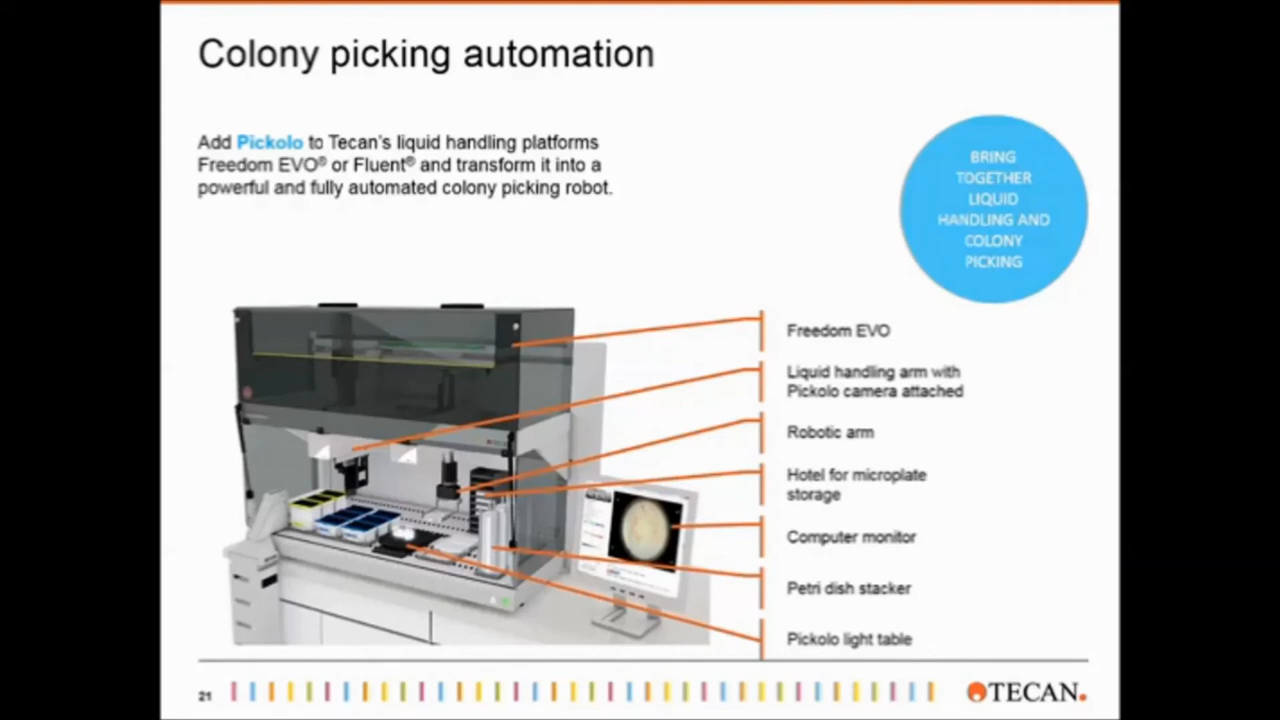 Colony picking automation
Add Pickolo to Tecan's liquid handling platforms
Freedom EVO® or Fluent® and transform it into a
powerful and fully automated colony picking robot.
BRING
TOGETHER
LIQUID
HANDLING AND
COLONY
PICKING
Freedom EVO
Liquid handling arm with
Pickolo camera attached
Robotic arm
Hotel for microplate
storage
Computer monitor
Petri dish stacker
Pickolo light table
21
TECAN.